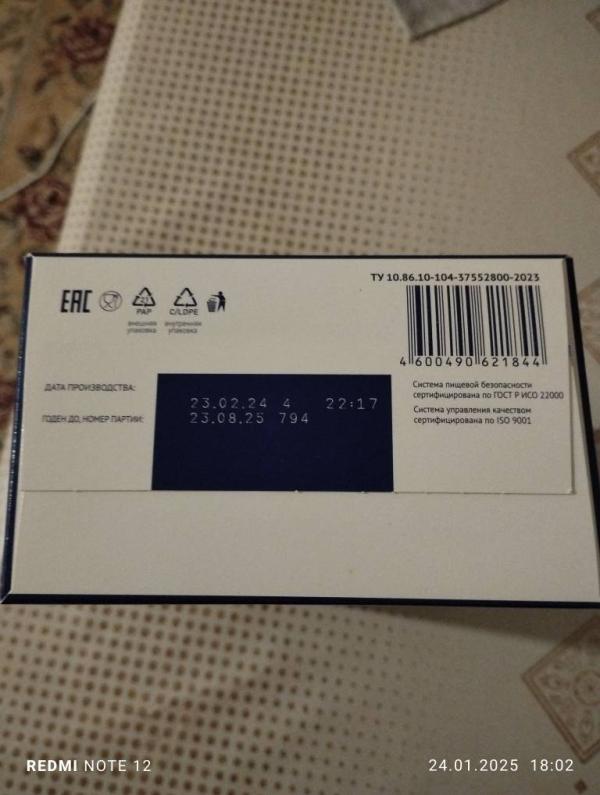 ТУ 10.86.10-104-37552800-2023
EAC
21
PAP
C/LDPE
внешняя
упаковка
внутренняя
упаковка
4 600490 621844
ДАТА ПРОИЗВОДСТВА:
23.02.24 4 22:17
ГОДЕН ДО, НОМЕР ПАРТИИ:
23.08.25 794
Система пищевой безопасности
сертифицирована по ГОСТ Р ИСО 22000
Система управления качеством
сертифицирована по ISO 9001
REDMI NOTE 12
24.01.2025 18:02